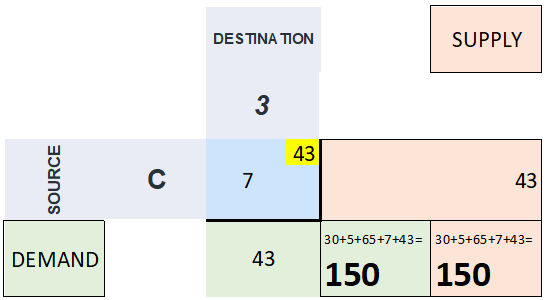 DESTINATION
SUPPLY
3
SOURCE
C
7
43
43
DEMAND
43
30+5+65+7+43=
150
30+5+65+7+43=
150